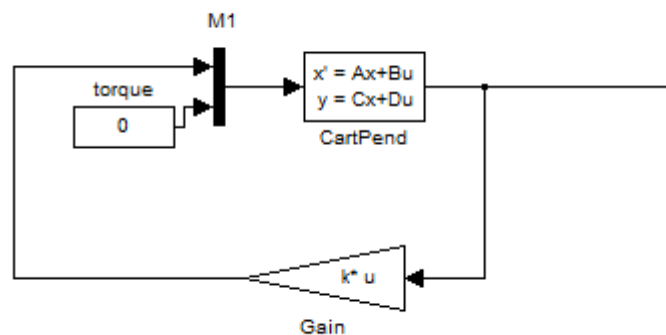 M1
torque
0
x' = Ax+Bu
y = Cx+Du
CartPend
k* u
Gain